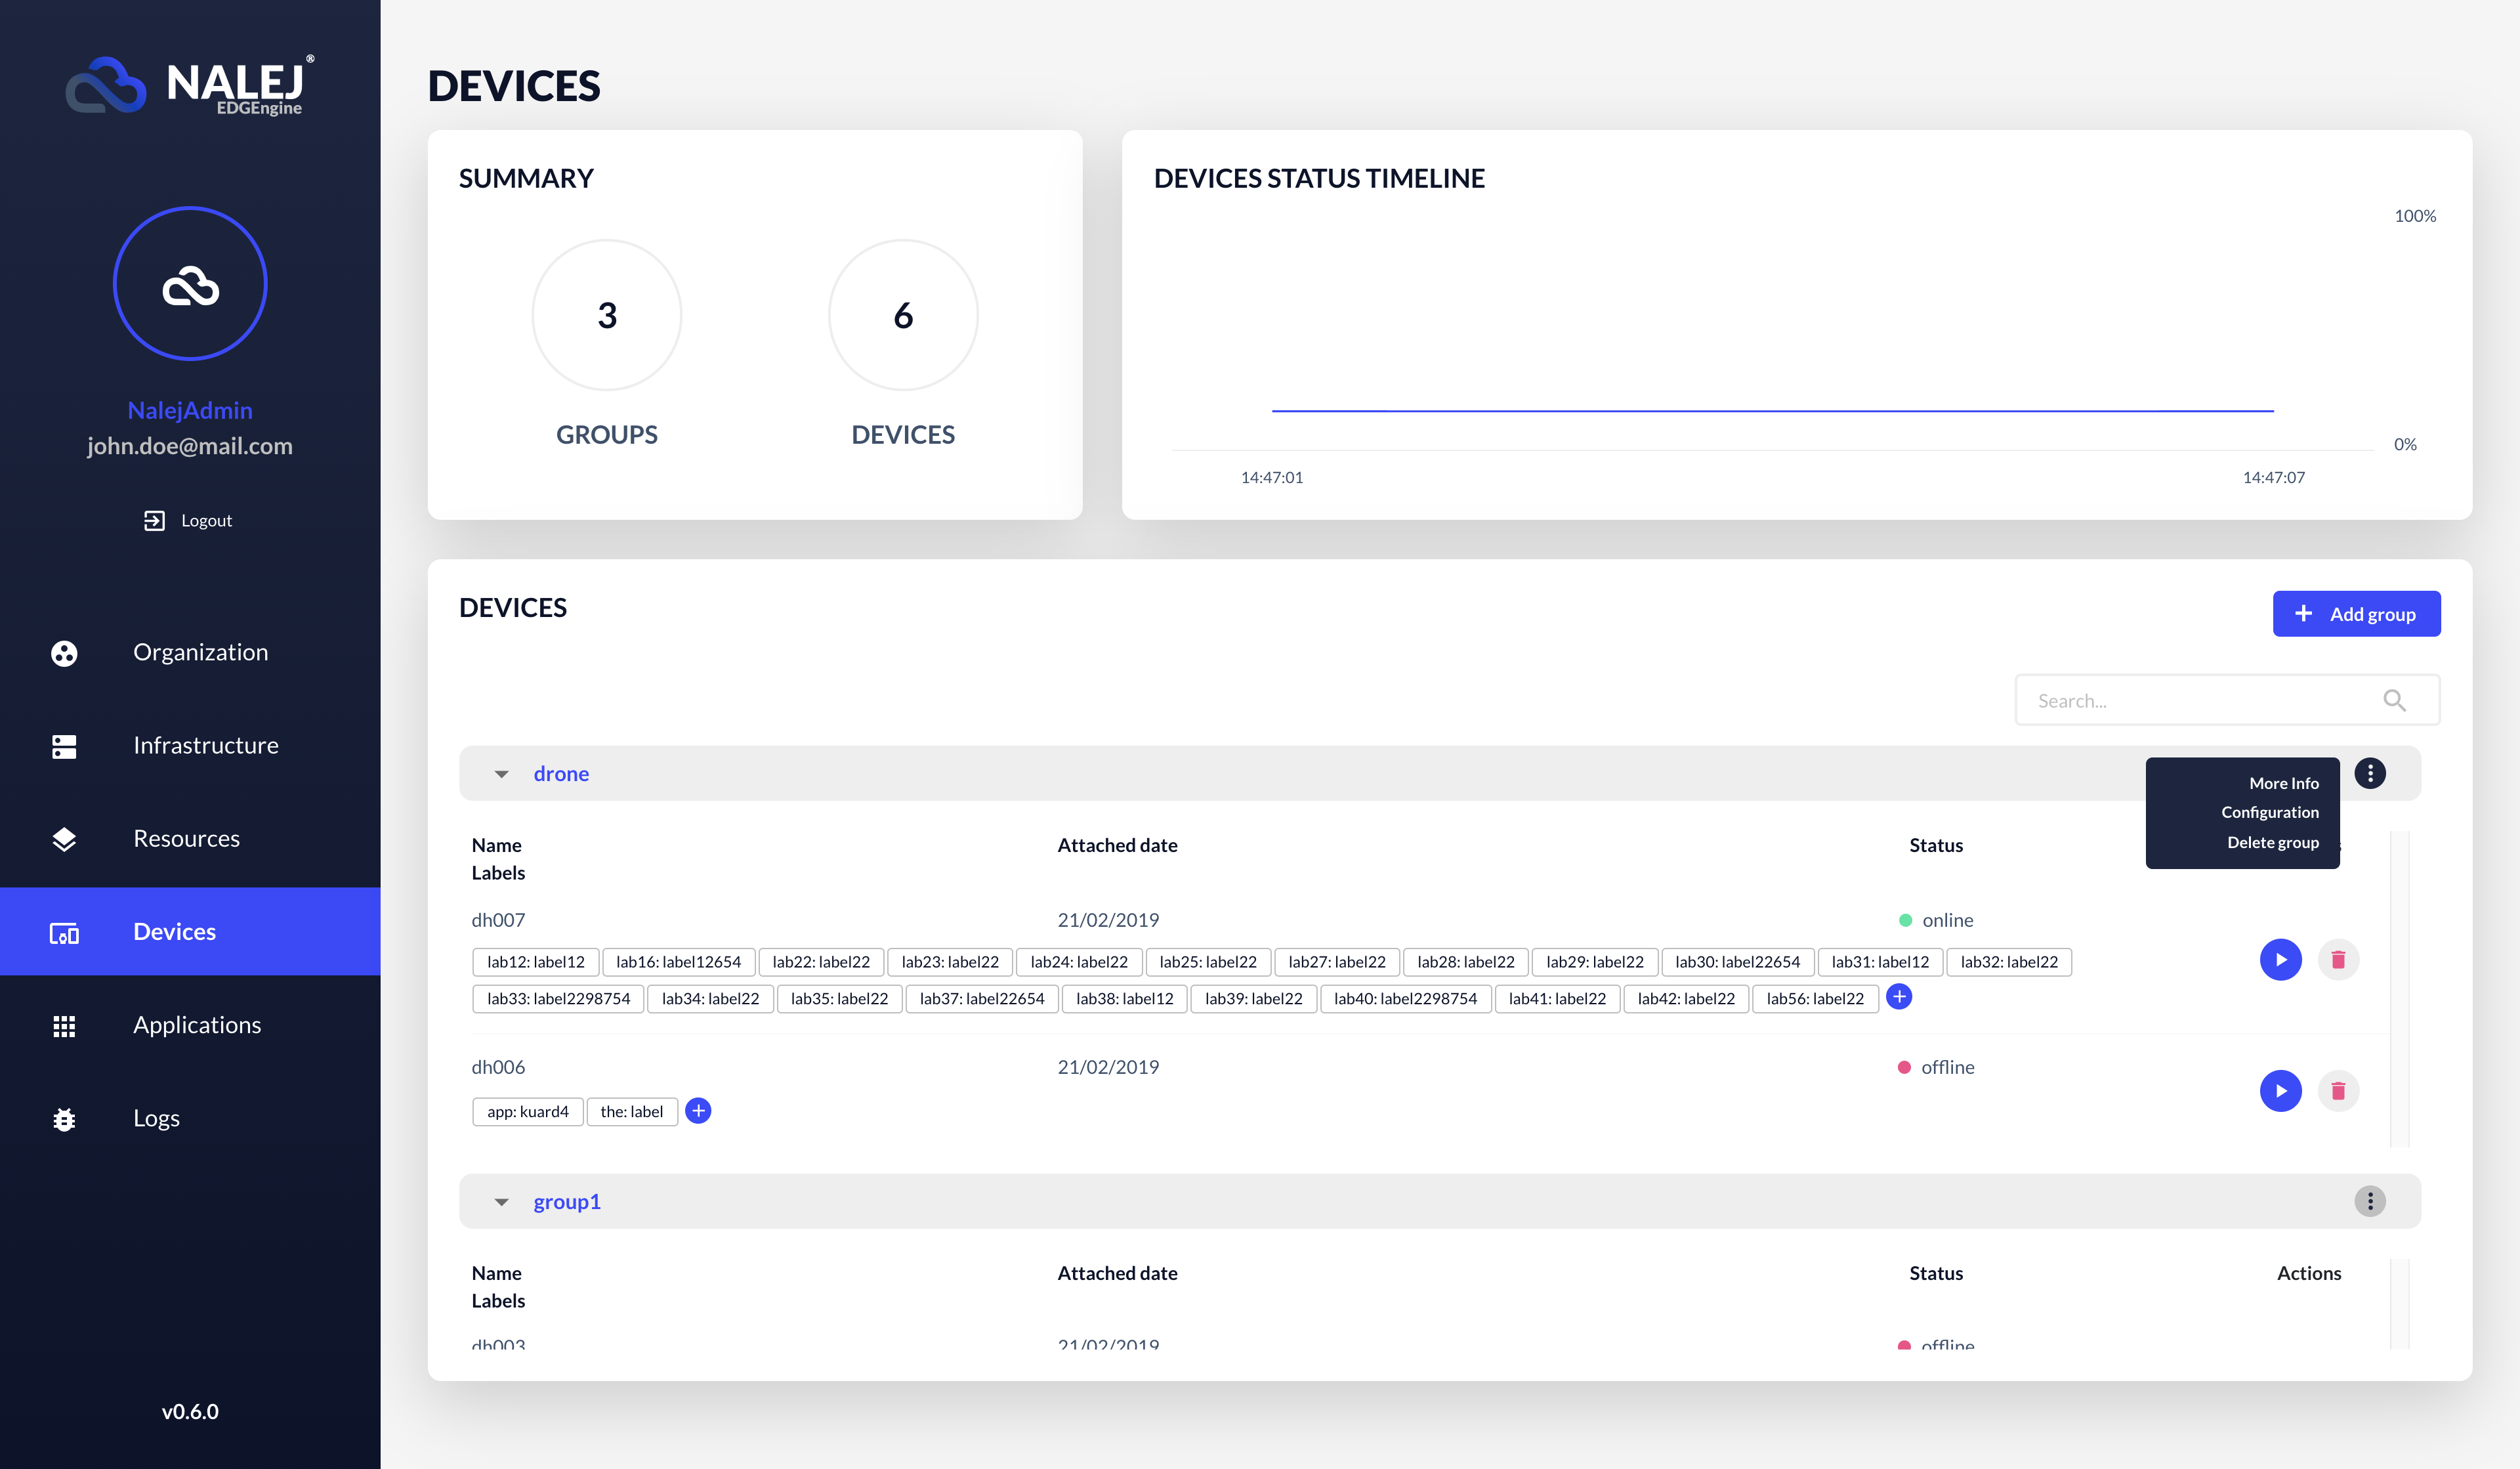 NALEJ®
EDGEngine
NalejAdmin
john.doe@mail.com
Logout
Organization
Infrastructure
Resources
Devices
Applications
Logs
v0.6.0
DEVICES
SUMMARY
3
6
GROUPS
DEVICES
DEVICES STATUS TIMELINE
100%
0%
14:47:01
14:47:07
DEVICES
Add group
Search...
drone
More Info
Configuration
Delete group
Name
Attached date
Status
Labels
dh007
21/02/2019
online
lab12: label12
lab16: label12654
lab22: label22
lab23: label22
lab24: label22
lab25: label22
lab27: label22
lab28: label22
lab29: label22
lab30: label22654
lab31: label12
lab32: label22
lab33: label2298754
lab34: label22
lab35: label22
lab37: label22654
lab38: label12
lab39: label22
lab40: label2298754
lab41: label22
lab42: label22
lab56: label22
dh006
21/02/2019
offline
app: kuard4
the: label
group1
Name
Attached date
Status
Actions
Labels
dh003
21/02/2019
offline